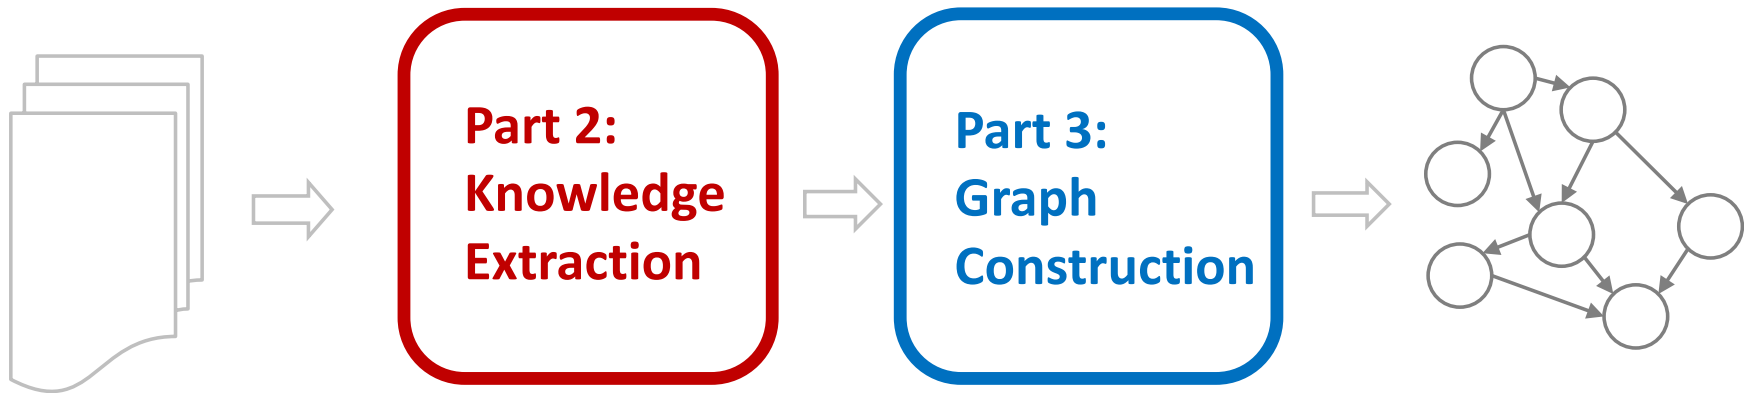 Part 2:
Knowledge
Extraction
Part 3:
Graph
Construction